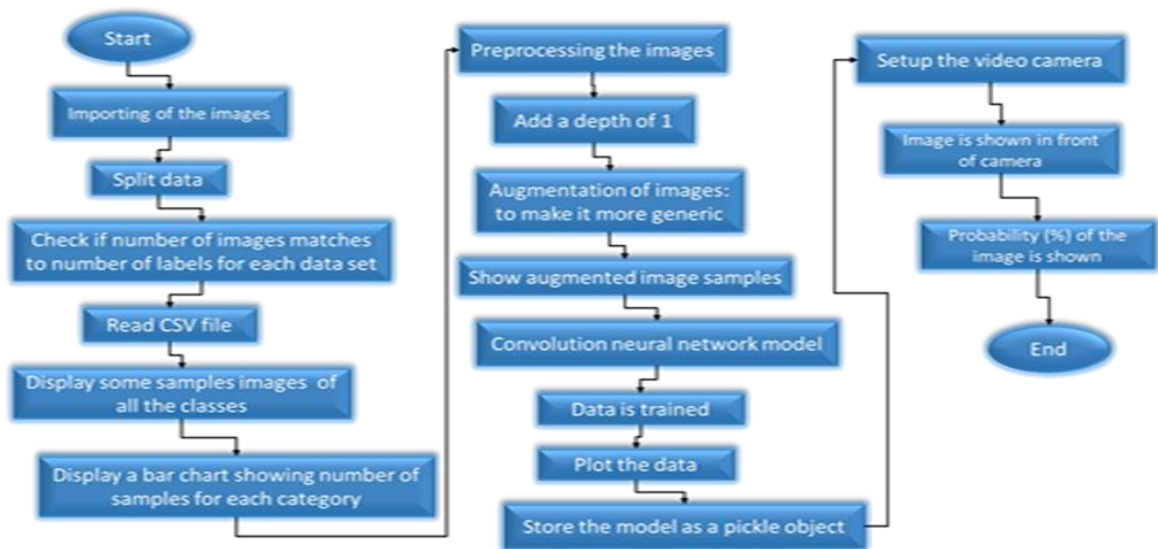 Start
Importing of the images
Split data
Check if number of images matches
to number of labels for each data set
Read CSV file
Display some samples images of
all the classes
Display a bar chart showing number of
samples for each category
Preprocessing the images
Add a depth of 1
Augmentation of images:
to make it more generic
Show augmented image samples
Convolution neural network model
Data is trained
Plot the data
Store the model as a pickle object
Setup the video camera
Image is shown in front
of camera
Probability (%) of the
image is shown
End